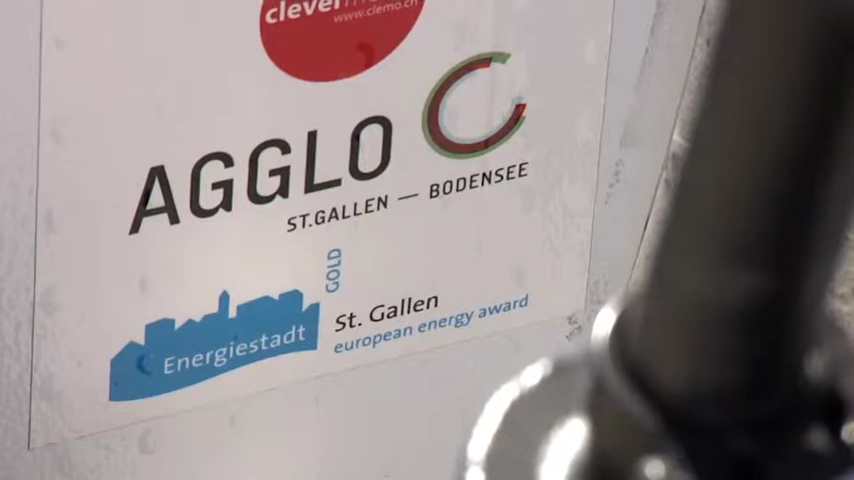 clever
www.clemo.ch
AGGLO
ST.GALLEN — BODENSEE
GOLD
Energiestadt
St. Gallen
european energy award